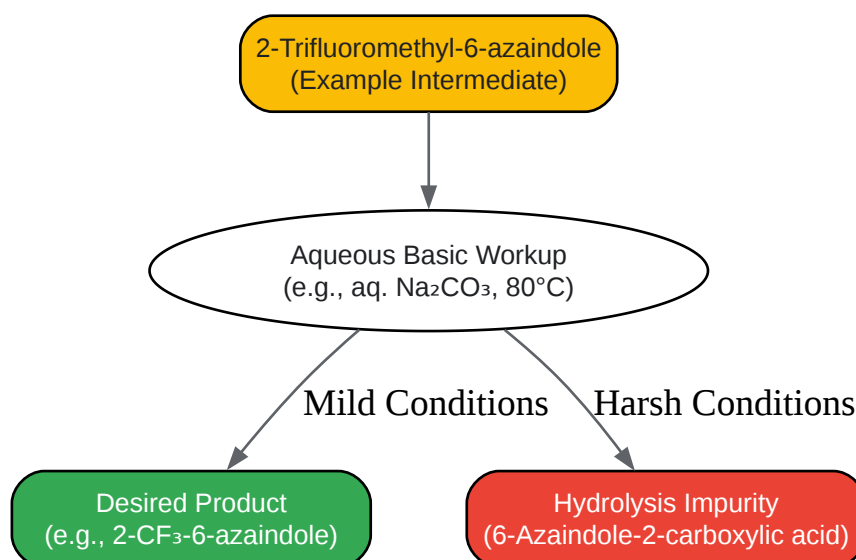 2-Trifluoromethyl-6-azaindole
(Example Intermediate)
Aqueous Basic Workup
(e.g., aq. Na₂CO₃, 80°C)
Mild Conditions
Harsh Conditions
Desired Product
(e.g., 2-CF₃-6-azaindole)
Hydrolysis Impurity
(6-Azaindole-2-carboxylic acid)